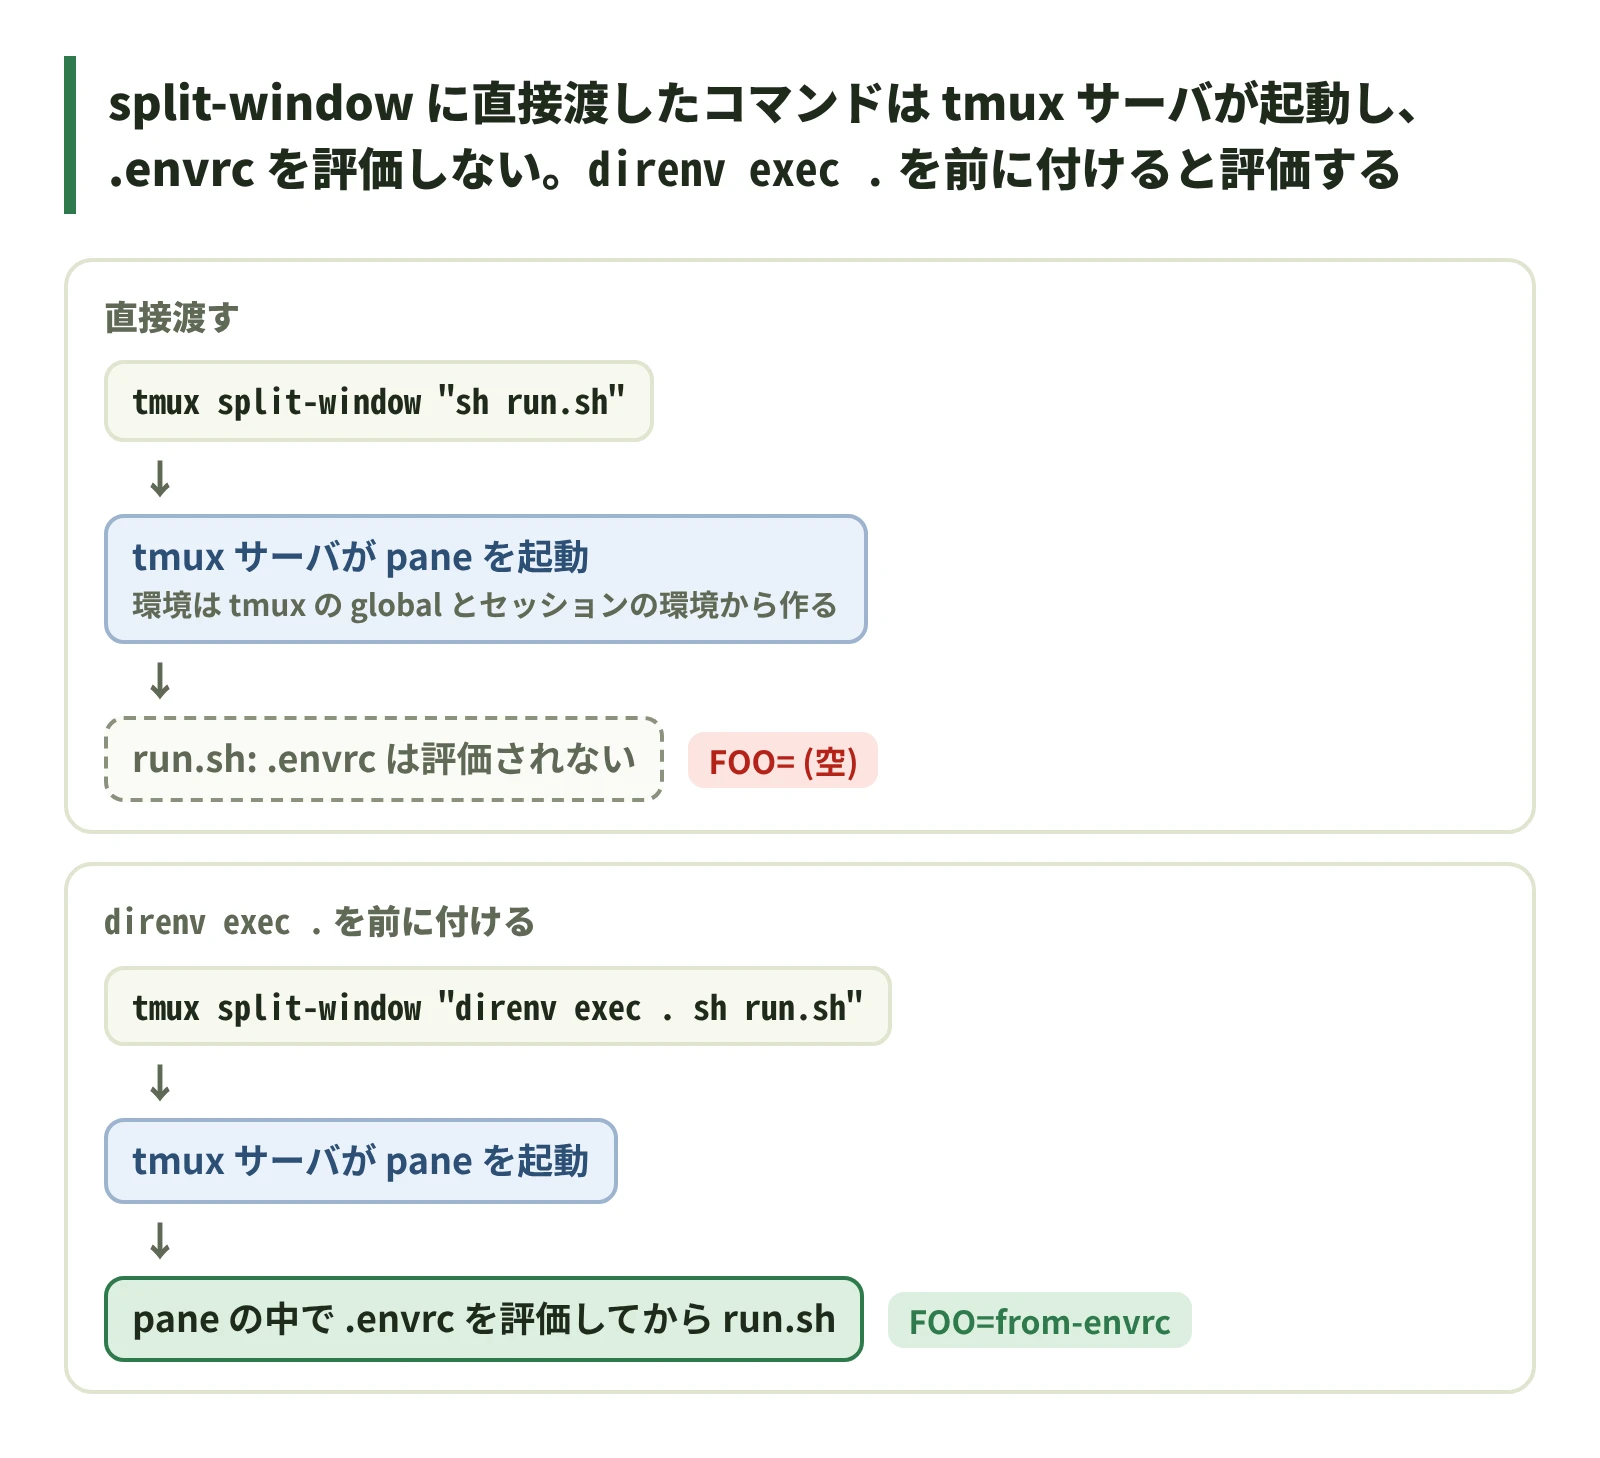 split-window に直接渡したコマンドは tmux サーバが起動し、
.envrc を評価しない。direnv exec . を前に付けると評価する
直接渡す
tmux split-window "sh run.sh"
↓
tmux サーバが pane を起動
環境は tmux の global とセッションの環境から作る
↓
run.sh: .envrc は評価されない
FOO= (空)
direnv exec . を前に付ける
tmux split-window "direnv exec . sh run.sh"
↓
tmux サーバが pane を起動
↓
pane の中で .envrc を評価してから run.sh
FOO=from-envrc